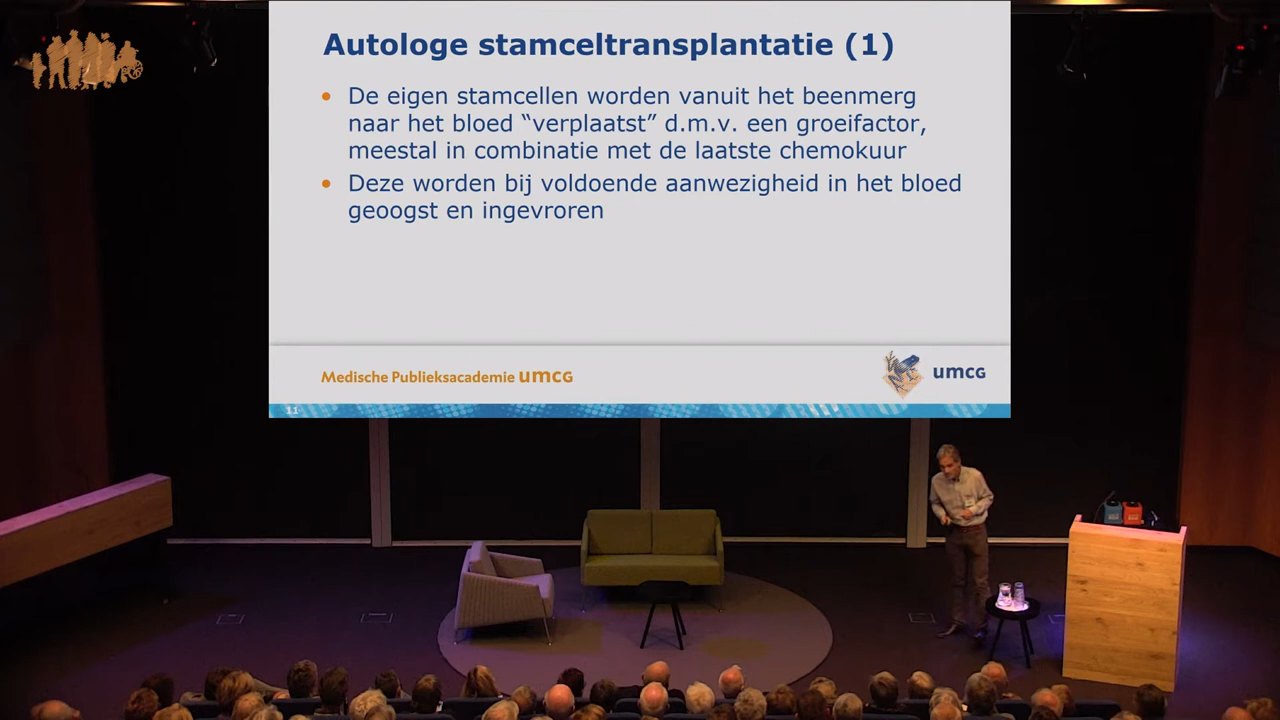 Autologe stamceltransplantatie (1)
• De eigen stamcellen worden vanuit het beenmerg
naar het bloed “verplaatst” d.m.v. een groeifactor,
meestal in combinatie met de laatste chemokuur
• Deze worden bij voldoende aanwezigheid in het bloed
geoogst en ingevroren
Medische Publieksacademie umcg
umcg
11